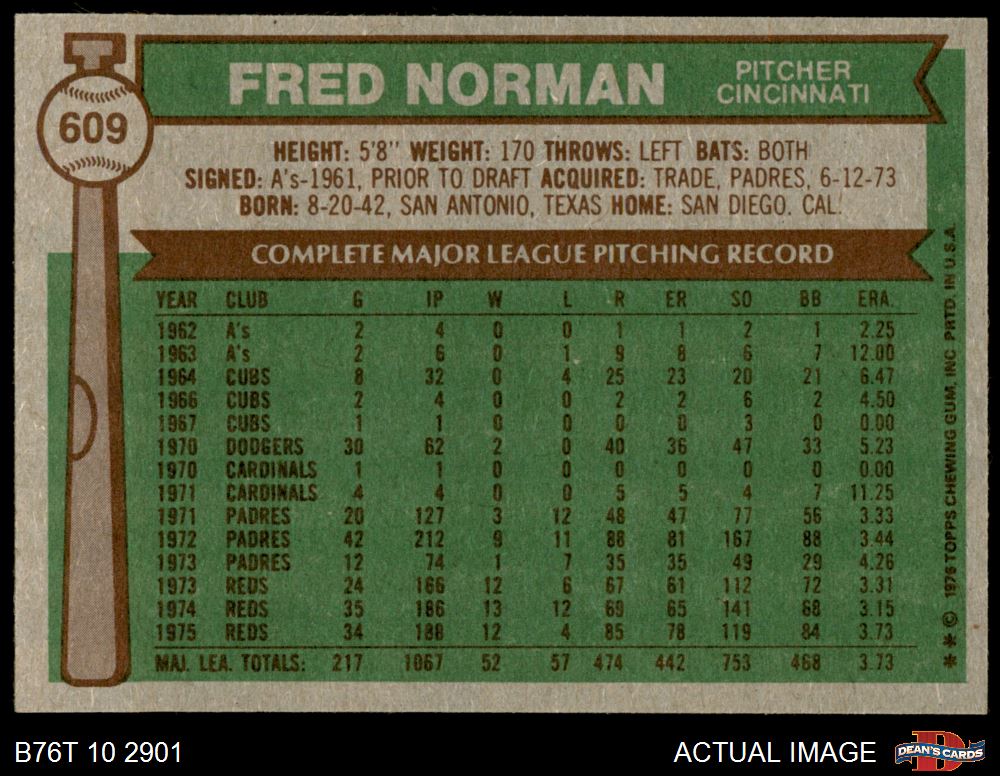 609
FRED NORMAN
PITCHER
CINCINNATI
HEIGHT: 5'8" WEIGHT: 170 THROWS: LEFT BATS: BOTH
SIGNED: A's-1961, PRIOR TO DRAFT ACQUIRED: TRADE, PADRES, 6-12-73
BORN: 8-20-42, SAN ANTONIO, TEXAS HOME: SAN DIEGO, CAL.
COMPLETE MAJOR LEAGUE PITCHING RECORD
YEAR CLUB G IP W L R ER SO BB ERA.
1962 A's 2 4 0 0 1 1 2 1 2.25
1963 A's 2 6 0 1 9 8 6 7 12.00
1964 CUBS 8 32 0 4 25 23 20 21 6.47
1966 CUBS 2 4 0 0 2 2 6 2 4.50
1967 CUBS 1 1 0 0 0 0 3 0 0.00
1970 DODGERS 30 62 2 0 40 36 47 33 5.23
1970 CARDINALS 1 1 0 0 0 0 0 0 0.00
1971 CARDINALS 4 4 0 0 5 5 4 7 11.25
1971 PADRES 20 127 3 12 48 47 77 56 3.33
1972 PADRES 42 212 9 11 88 81 167 88 3.44
1973 PADRES 12 74 1 7 35 35 49 29 4.26
1973 REDS 24 166 12 6 67 61 112 72 3.31
1974 REDS 35 186 13 12 69 65 141 68 3.15
1975 REDS 34 188 12 4 85 78 119 84 3.73
MAJ. LEA. TOTALS: 217 1067 52 57 474 442 753 468 3.73
* * © 1976 TOPPS CHEWING GUM, INC. PRTD. IN U.S.A.
B76T 10 2901
ACTUAL IMAGE
D
DEAN'S CARDS